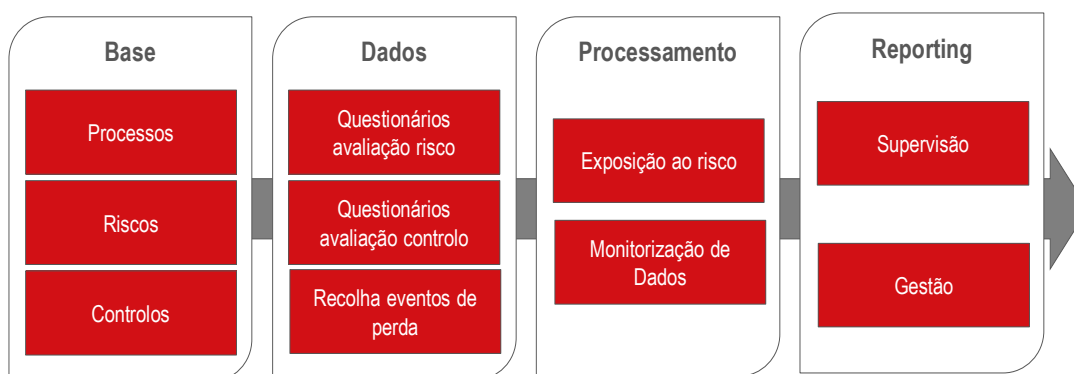 Base
Processos
Riscos
Controlos
Dados
Questionários
avaliação risco
Questionários
avaliação controlo
Recolha eventos de
perda
Processamento
Exposição ao risco
Monitorização de
Dados
Reporting
Supervisão
Gestão